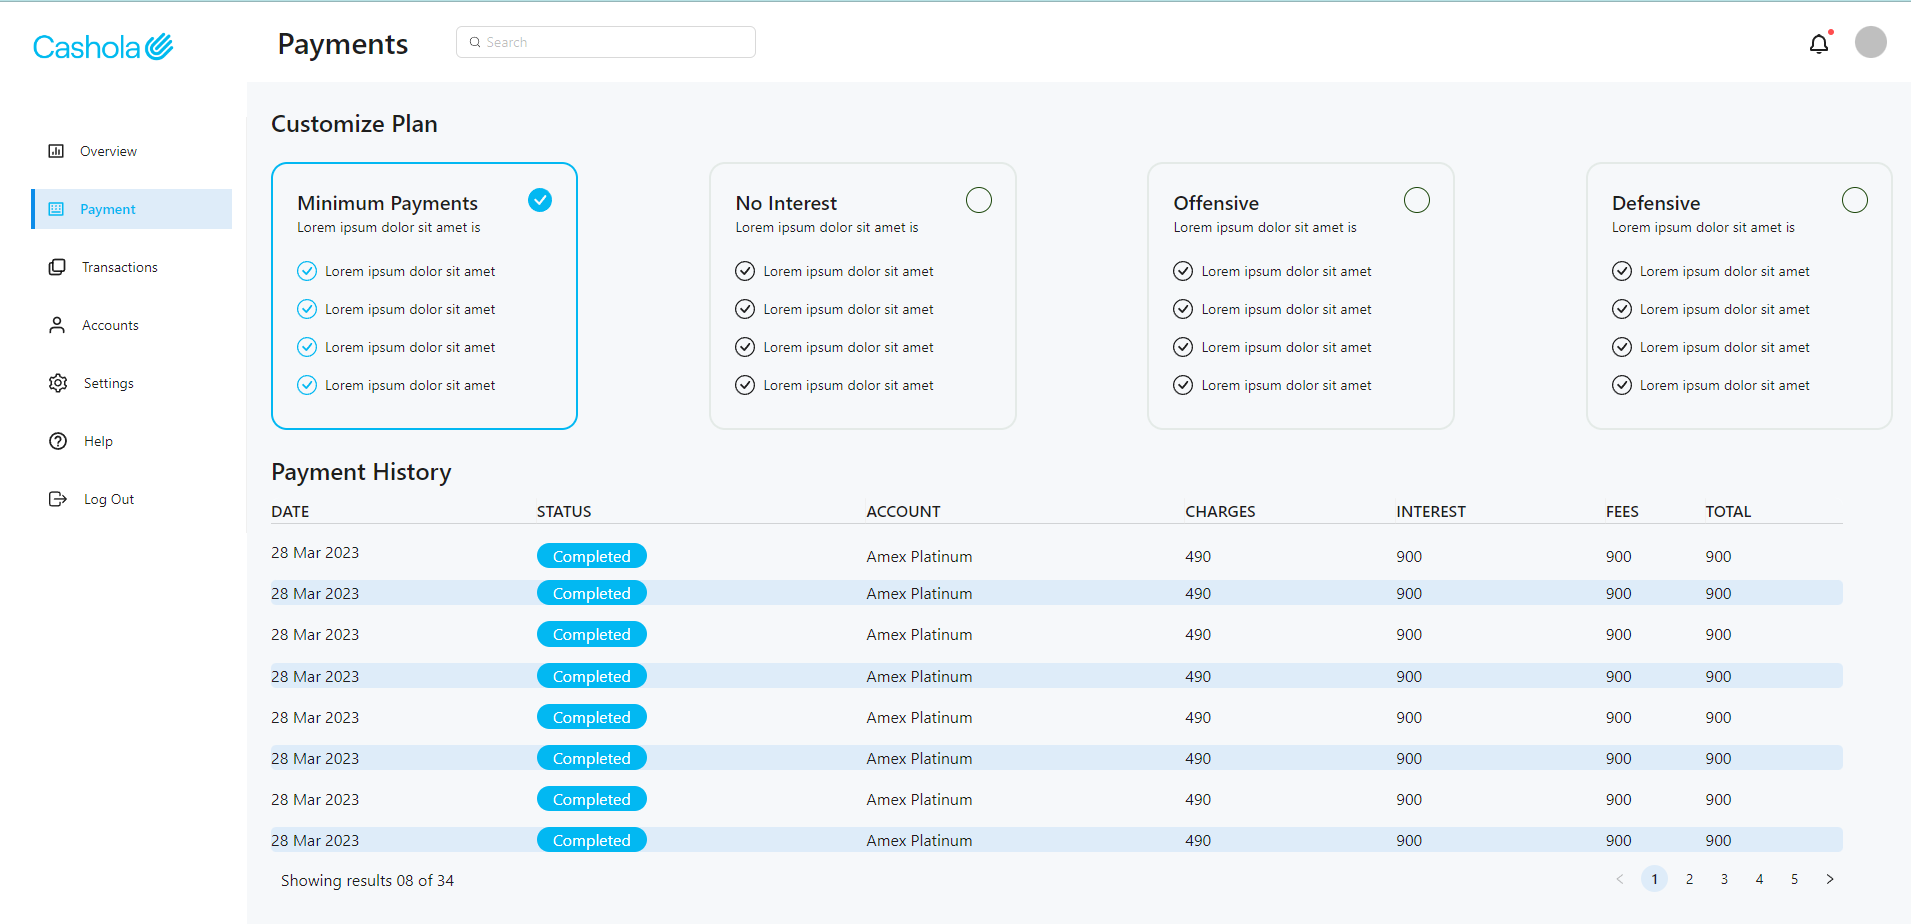 Cashola
Payments
Search
Overview
Payment
Transactions
Accounts
Settings
Help
Log Out
Customize Plan
Minimum Payments
Lorem ipsum dolor sit amet is
Lorem ipsum dolor sit amet
Lorem ipsum dolor sit amet
Lorem ipsum dolor sit amet
Lorem ipsum dolor sit amet
No Interest
Lorem ipsum dolor sit amet is
Lorem ipsum dolor sit amet
Lorem ipsum dolor sit amet
Lorem ipsum dolor sit amet
Lorem ipsum dolor sit amet
Offensive
Lorem ipsum dolor sit amet is
Lorem ipsum dolor sit amet
Lorem ipsum dolor sit amet
Lorem ipsum dolor sit amet
Lorem ipsum dolor sit amet
Defensive
Lorem ipsum dolor sit amet is
Lorem ipsum dolor sit amet
Lorem ipsum dolor sit amet
Lorem ipsum dolor sit amet
Lorem ipsum dolor sit amet
Payment History
DATE STATUS ACCOUNT CHARGES INTEREST FEES TOTAL
28 Mar 2023 Completed Amex Platinum 490 900 900 900
28 Mar 2023 Completed Amex Platinum 490 900 900 900
28 Mar 2023 Completed Amex Platinum 490 900 900 900
28 Mar 2023 Completed Amex Platinum 490 900 900 900
28 Mar 2023 Completed Amex Platinum 490 900 900 900
28 Mar 2023 Completed Amex Platinum 490 900 900 900
28 Mar 2023 Completed Amex Platinum 490 900 900 900
28 Mar 2023 Completed Amex Platinum 490 900 900 900
Showing results 08 of 34
< 1 2 3 4 5 >